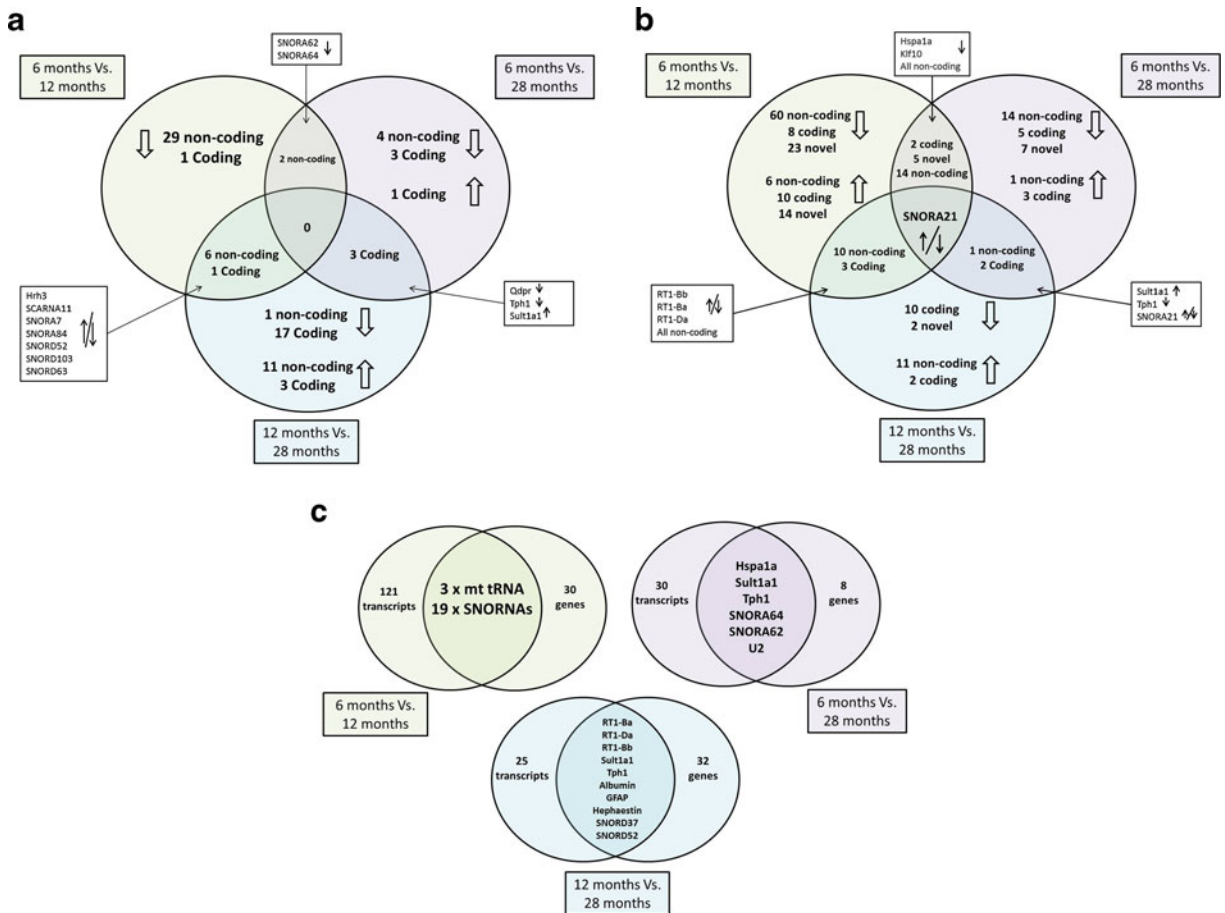 a
SNORA62
SNORA64
6 months Vs.
12 months
6 months Vs.
28 months
29 non-coding
1 Coding
4 non-coding
3 Coding
2 non-coding
1 Coding
0
6 non-coding
1 Coding
3 Coding
Hrh3
SCARNA11
SNORA7
SNORA84
SNORD52
SNORD103
SNORD63
Qdpr
Tph1
Sult1a1
1 non-coding
17 Coding
11 non-coding
3 Coding
12 months Vs.
28 months
b
Hspa1a
Klf10
All non-coding
6 months Vs.
12 months
6 months Vs.
28 months
60 non-coding
8 coding
23 novel
14 non-coding
5 coding
7 novel
2 coding
5 novel
14 non-coding
6 non-coding
10 coding
14 novel
1 non-coding
3 coding
SNORA21
10 non-coding
3 Coding
1 non-coding
2 Coding
RT1-Bb
RT1-Ba
RT1-Da
All non-coding
Sult1a1
Tph1
SNORA21
10 coding
2 novel
11 non-coding
2 coding
12 months Vs.
28 months
c
121
transcripts
3 x mt tRNA
19 x SNORNAs
30
genes
6 months Vs.
12 months
30
transcripts
Hspa1a
Sult1a1
Tph1
SNORA64
SNORA62
U2
8
genes
6 months Vs.
28 months
25
transcripts
RT1-Ba
RT1-Da
RT1-Bb
Sult1a1
Tph1
Albumin
GFAP
Hephaestin
SNORD37
SNORD52
32
genes
12 months Vs.
28 months